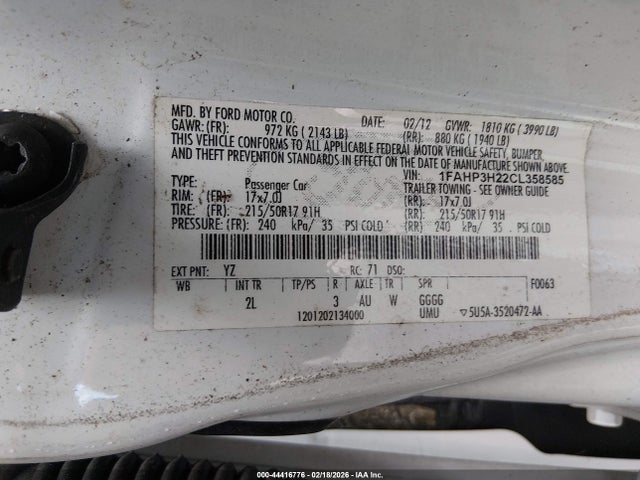 MFD. BY FORD MOTOR CO. DATE: 02/12 GVWR: 1810 KG ( 3990 LB)
GAWR: (FR): 972 KG ( 2143 LB) (RR): 880 KG ( 1940 LB)
THIS VEHICLE CONFORMS TO ALL APPLICABLE FEDERAL MOTOR VEHICLE SAFETY, BUMPER,
AND THEFT PREVENTION STANDARDS IN EFFECT ON THE DATE OF MANUFACTURE SHOWN ABOVE.
VIN: 1FAHP3H22CL358585
TYPE: Passenger Car TRAILER TOWING - SEE OWNER GUIDE
RIM: (FR) 17x7.0J (RR): 17x7.0J
TIRE: (FR): 215/50R17 91H (RR): 215/50R17 91H
PRESSURE: (FR): 240 kPa/ 35 PSI COLD (RR): 240 kPa/ 35 PSI COLD
EXT PNT: YZ RC: 71 DSO: F0063
WB INT TR TP/PS R AXLE TR SPR
2L 3 AU W GGGG
1201202134000 UMU ▽5U5A-3520472-AA
000-44416776 - 02/18/2026 - IAA Inc.